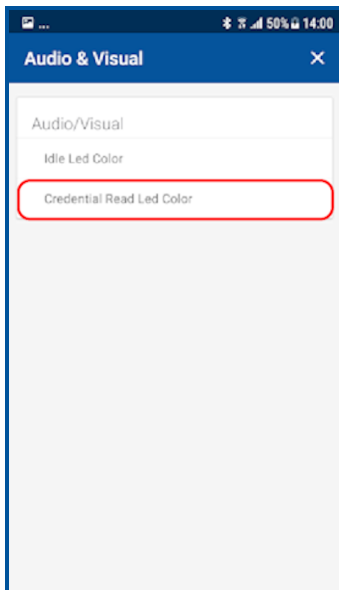 ... 50% 14:00
Audio & Visual ×
Audio/Visual
Idle Led Color
Credential Read Led Color